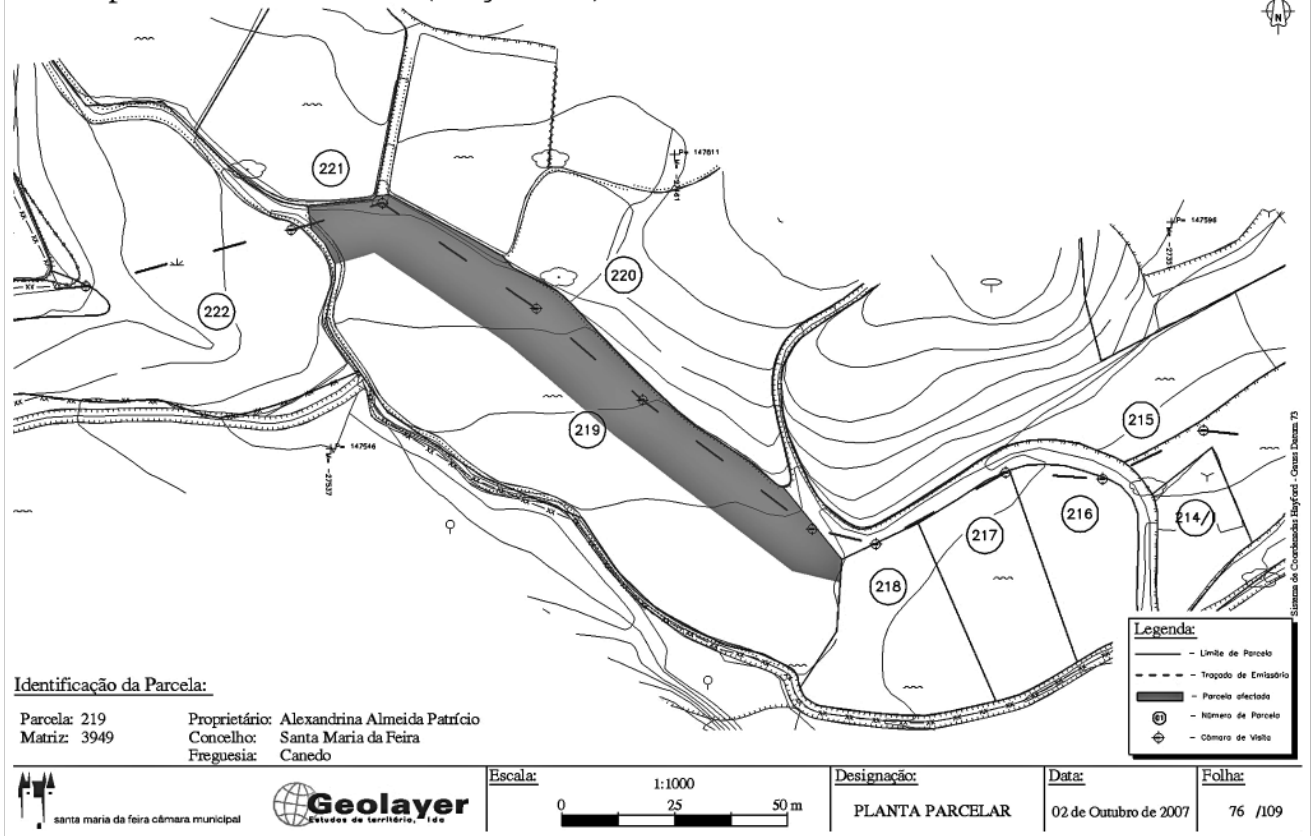 N
221
P= 147611
P= 147596
220
222
219
215
P= 147546
-27537
216
217
214/1
218
Sistema de Coordenadas Hayford - Gauss Datum 73
Legenda:
- Limite de Parcela
- Traçado de Emissário
- Parcela afectada
- Número de Parcela
- Câmara de Visita
Identificação da Parcela:
Parcela: 219
Proprietário: Alexandrina Almeida Patrício
Matriz: 3949
Concelho: Santa Maria da Feira
Freguesia: Canedo
santa maria da feira câmara municipal
Geolayer
Estudos de território, lda
Escala:
1:1000
0 25 50 m
Designação:
PLANTA PARCELAR
Data:
02 de Outubro de 2007
Folha:
76 /109